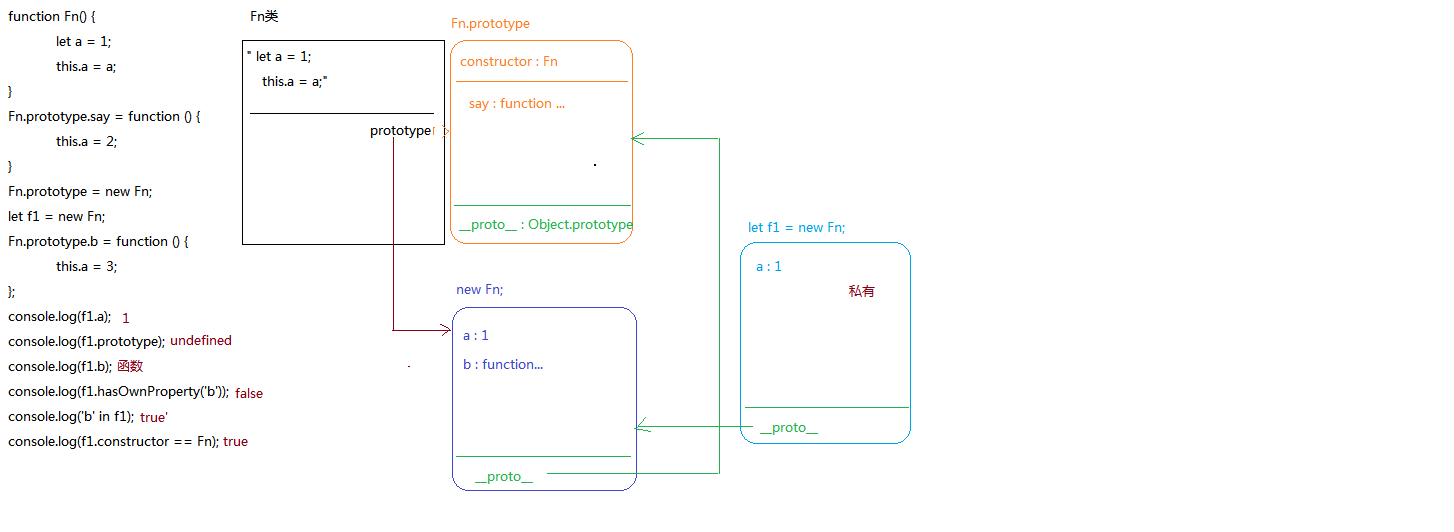 function Fn() {
let a = 1;
this.a = a;
}
Fn.prototype.say = function () {
this.a = 2;
}
Fn.prototype = new Fn;
let f1 = new Fn;
Fn.prototype.b = function () {
this.a = 3;
};
console.log(f1.a); 1
console.log(f1.prototype); undefined
console.log(f1.b); 函数
console.log(f1.hasOwnProperty('b')); false
console.log('b' in f1); true'
console.log(f1.constructor == Fn); true
Fn类
" let a = 1;
this.a = a;"
prototype
Fn.prototype
constructor : Fn
say : function ...
__proto__ : Object.prototype
new Fn;
a : 1
b : function...
__proto__
let f1 = new Fn;
a : 1
私有
__proto__